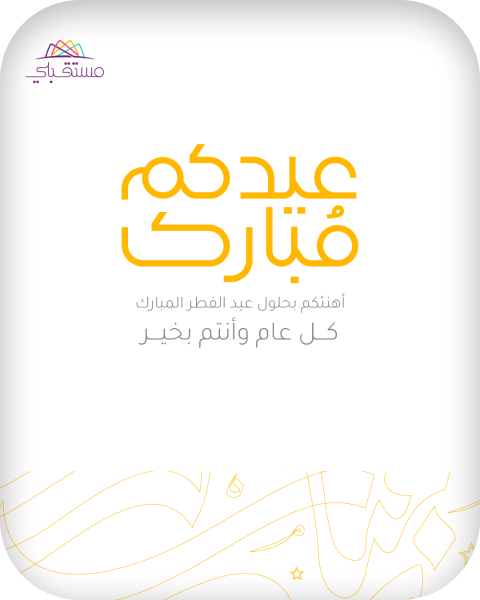 مستقبلي
عيدكم
مُبارك
أهنئكم بحلول عيد الفطر المبارك
كـل عام وأنتم بخيـر